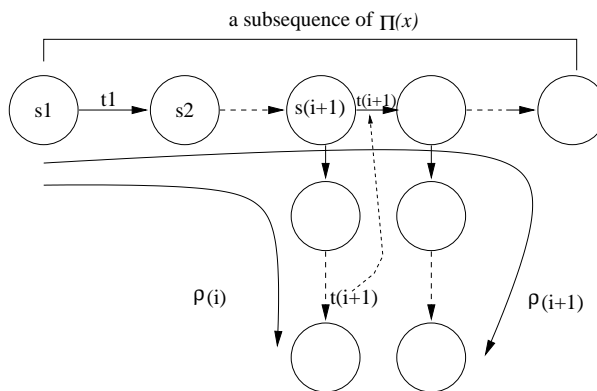 a subsequence of Π(x)
s1
t1
s2
s(i+1)
t(i+1)
ρ(i)
t(i+1)
ρ(i+1)